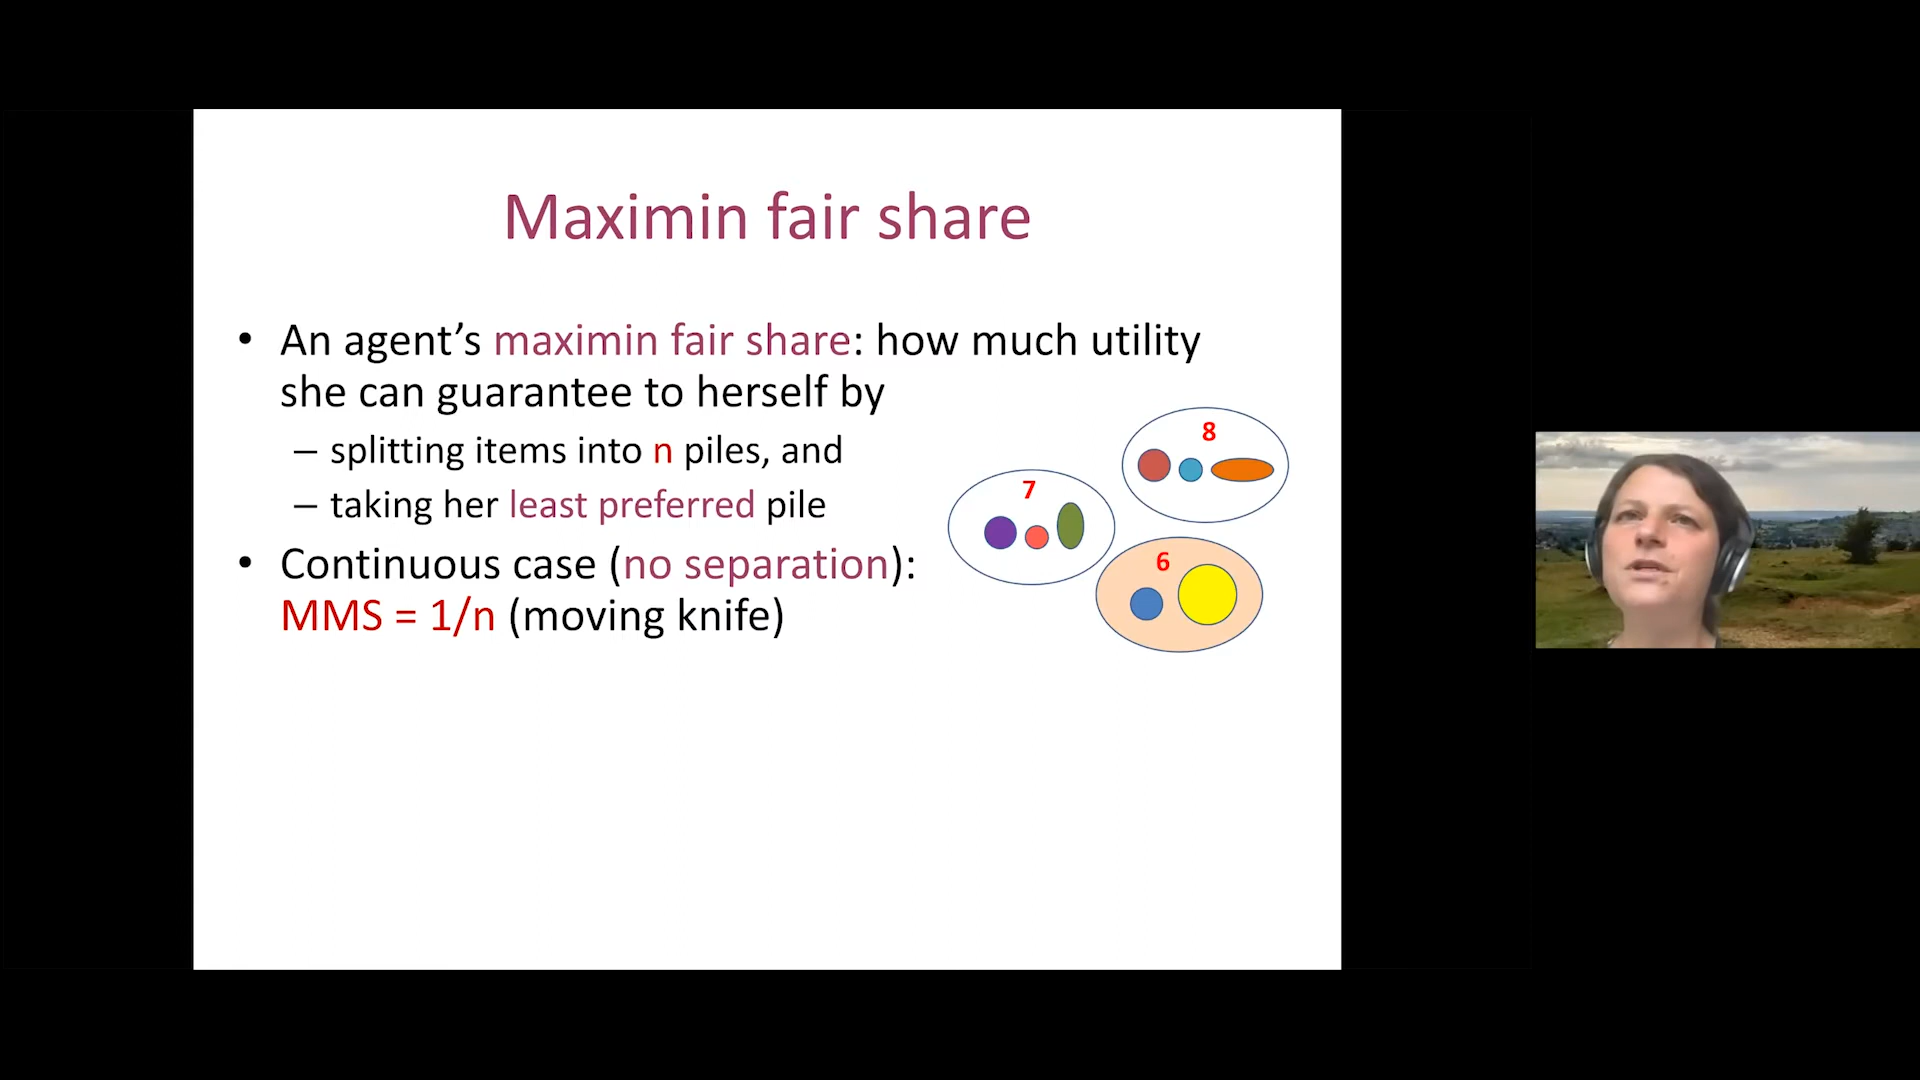 Maximin fair share
• An agent’s maximin fair share: how much utility
she can guarantee to herself by
– splitting items into n piles, and
– taking her least preferred pile
• Continuous case (no separation):
MMS = 1/n (moving knife)
8
7
6